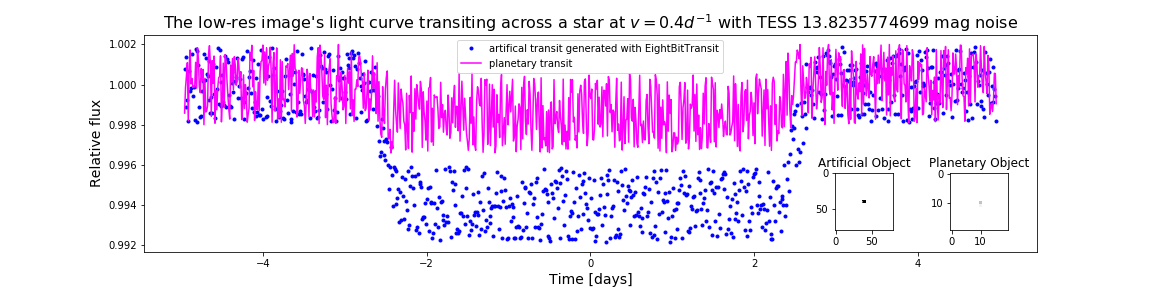 The low-res image's light curve transiting across a star at v = 0.4d⁻¹ with TESS 13.8235774699 mag noise
artifical transit generated with EightBitTransit
planetary transit
Relative flux
1.002
1.000
0.998
0.996
0.994
0.992
−4
−2
0
2
4
Time [days]
Artificial Object
0
50
0
50
Planetary Object
0
10
0
10